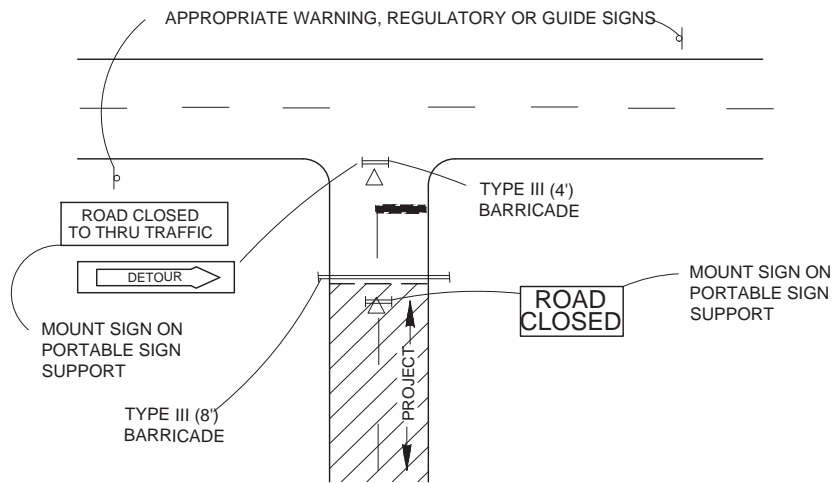 APPROPRIATE WARNING, REGULATORY OR GUIDE SIGNS
TYPE III (4')
BARRICADE
ROAD CLOSED
TO THRU TRAFFIC
DETOUR
MOUNT SIGN ON
PORTABLE SIGN
SUPPORT
ROAD
CLOSED
MOUNT SIGN ON
PORTABLE SIGN
SUPPORT
PROJECT
TYPE III (8')
BARRICADE